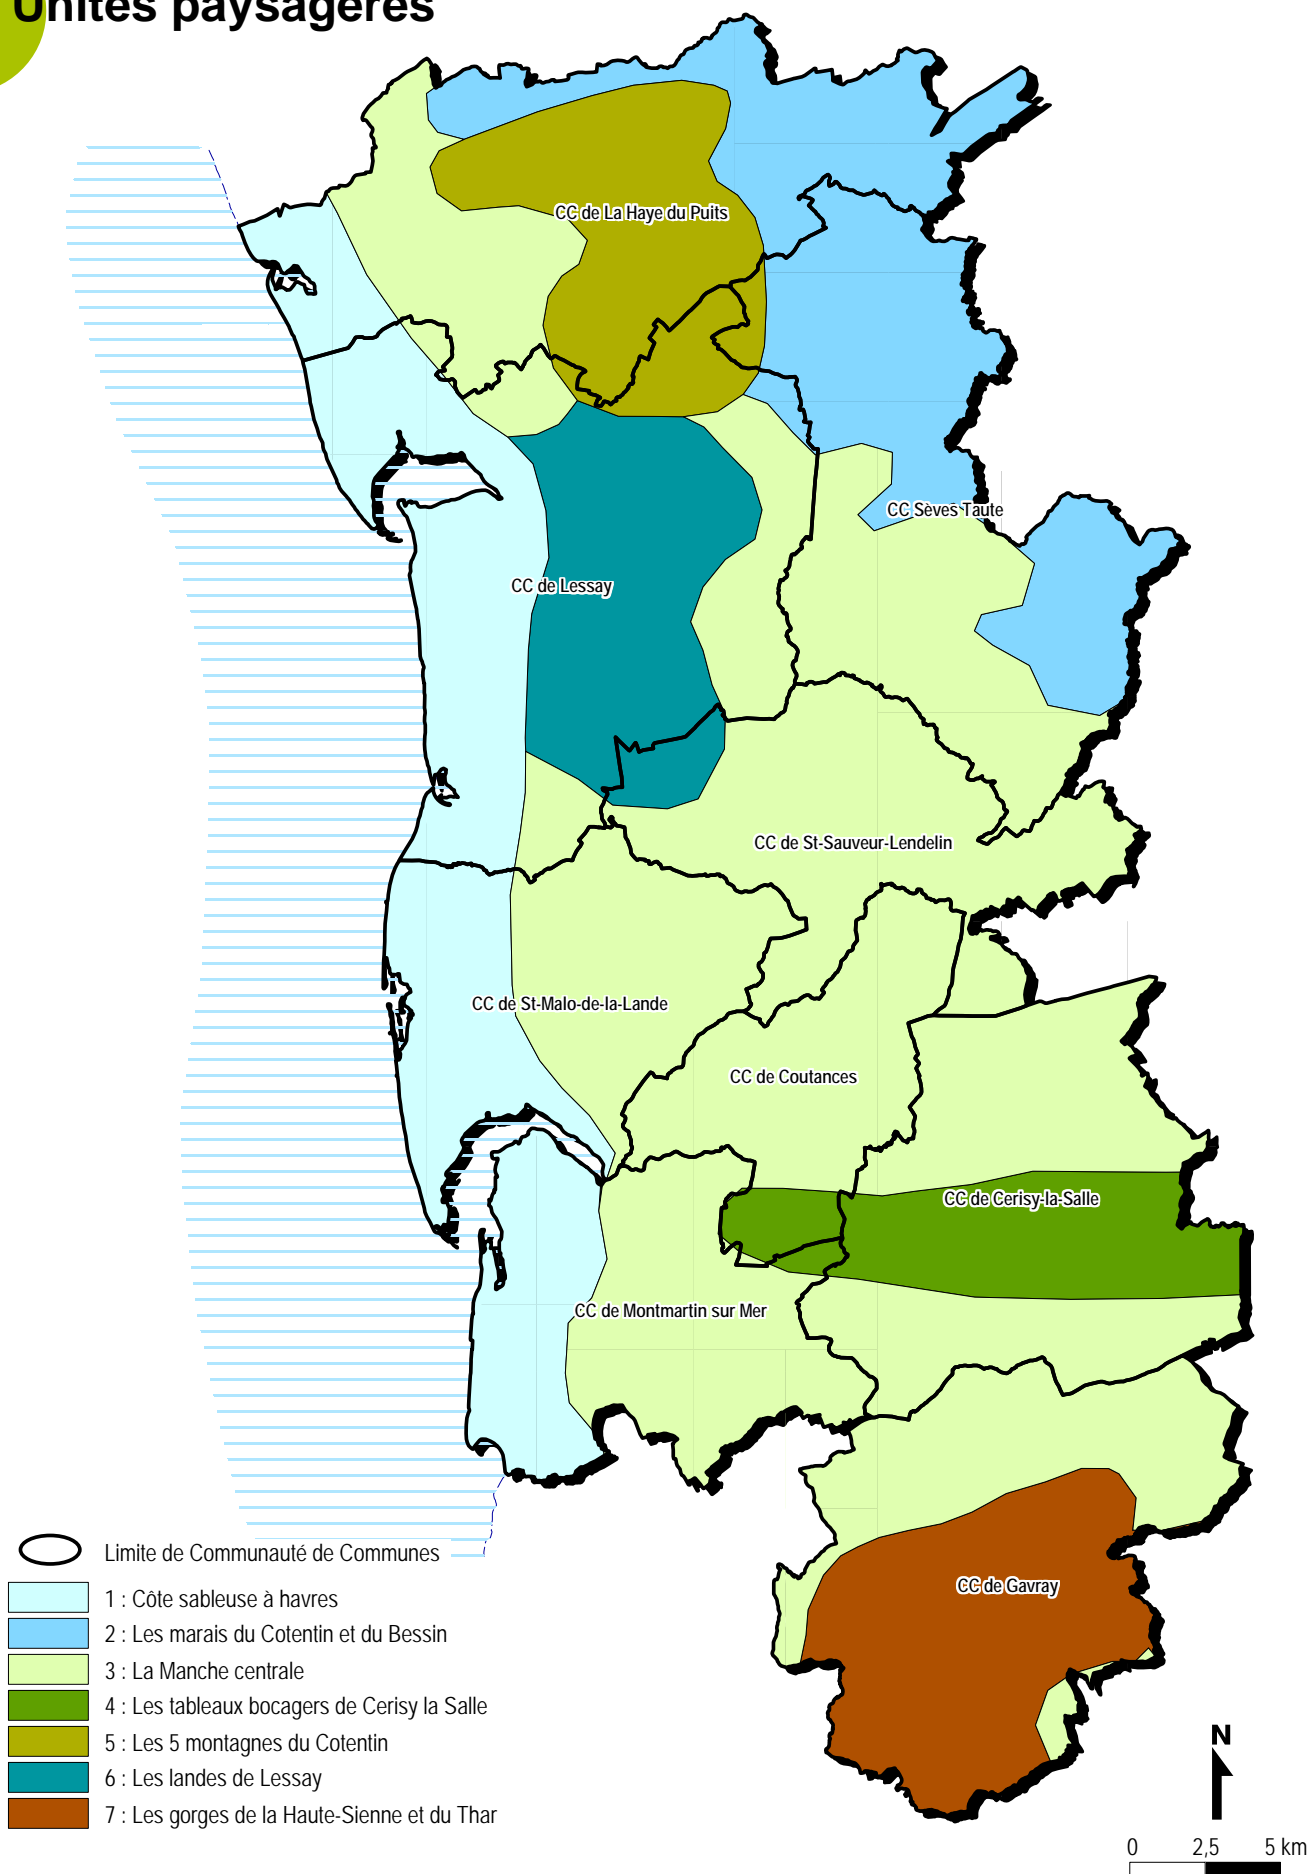 Unités paysagères
CC de La Haye du Puits
CC Sèves Taute
CC de Lessay
CC de St-Sauveur-Lendelin
CC de St-Malo-de-la-Lande
CC de Coutances
CC de Cerisy-la-Salle
CC de Montmartin sur Mer
CC de Gavray
Limite de Communauté de Communes
1 : Côte sableuse à havres
2 : Les marais du Cotentin et du Bessin
3 : La Manche centrale
4 : Les tableaux bocagers de Cerisy la Salle
5 : Les 5 montagnes du Cotentin
6 : Les landes de Lessay
7 : Les gorges de la Haute-Sienne et du Thar
N
0 2,5 5 km